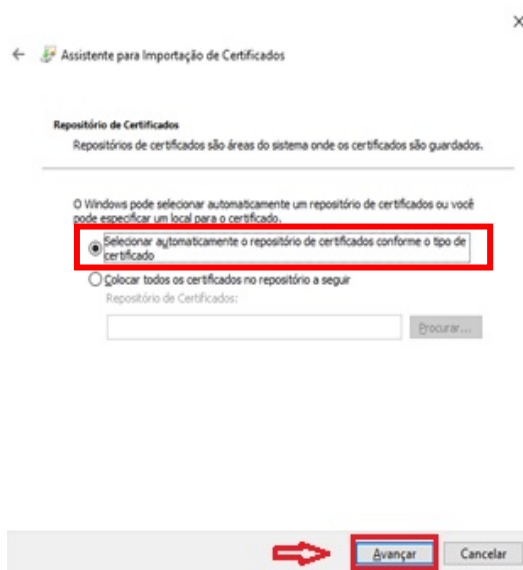 Assistente para Importação de Certificados
Repositório de Certificados
Repositórios de certificados são áreas do sistema onde os certificados são guardados.
O Windows pode selecionar automaticamente um repositório de certificados ou você
pode especificar um local para o certificado.
Selecionar automaticamente o repositório de certificados conforme o tipo de
certificado
Colocar todos os certificados no repositório a seguir
Repositório de Certificados:
Procurar...
Avançar
Cancelar